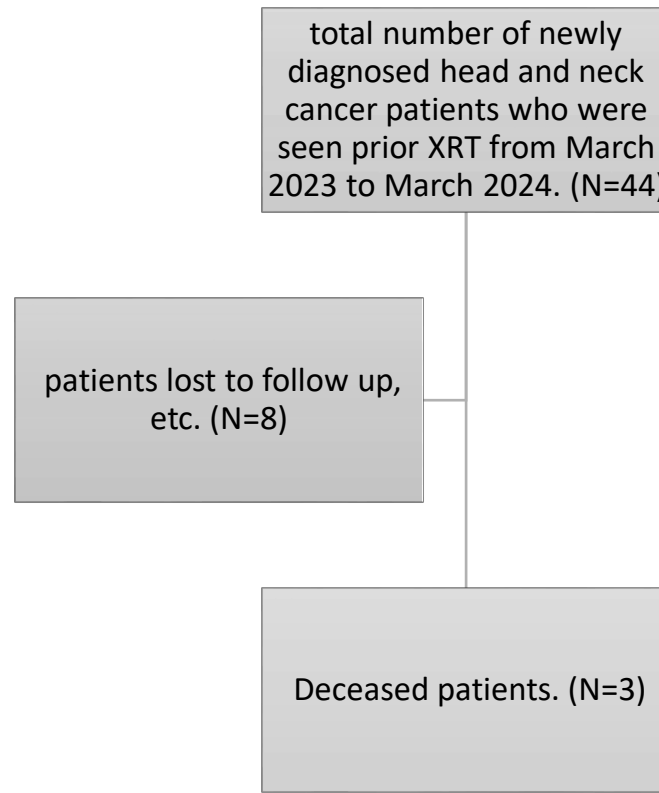 total number of newly
diagnosed head and neck
cancer patients who were
seen prior XRT from March
2023 to March 2024. (N=44)
patients lost to follow up,
etc. (N=8)
Deceased patients. (N=3)